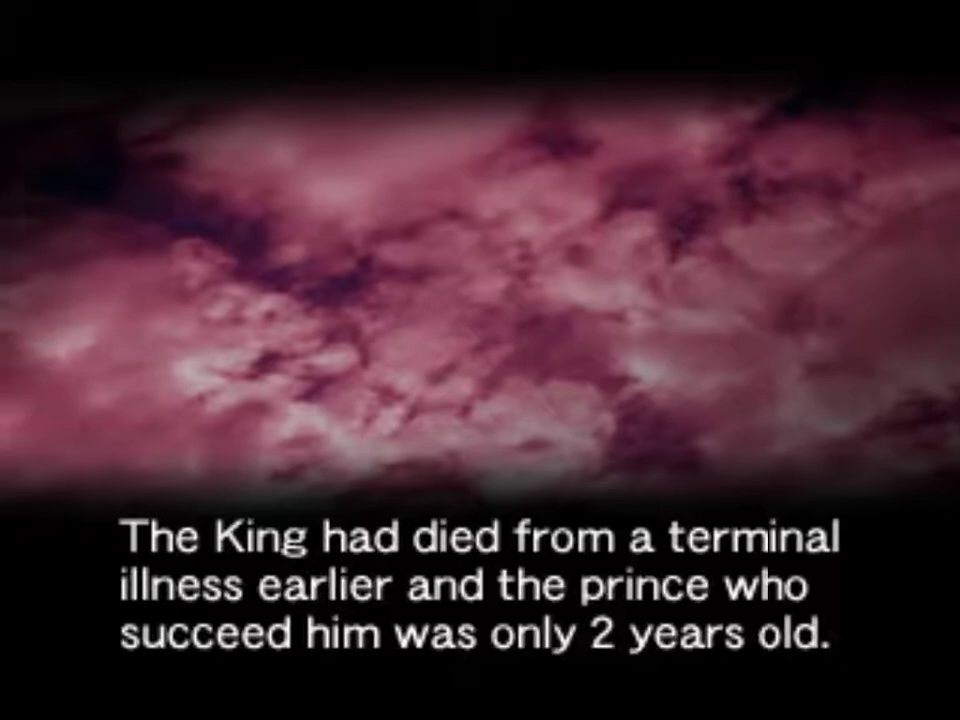 The King had died from a terminal
illness earlier and the prince who
succeed him was only 2 years old.